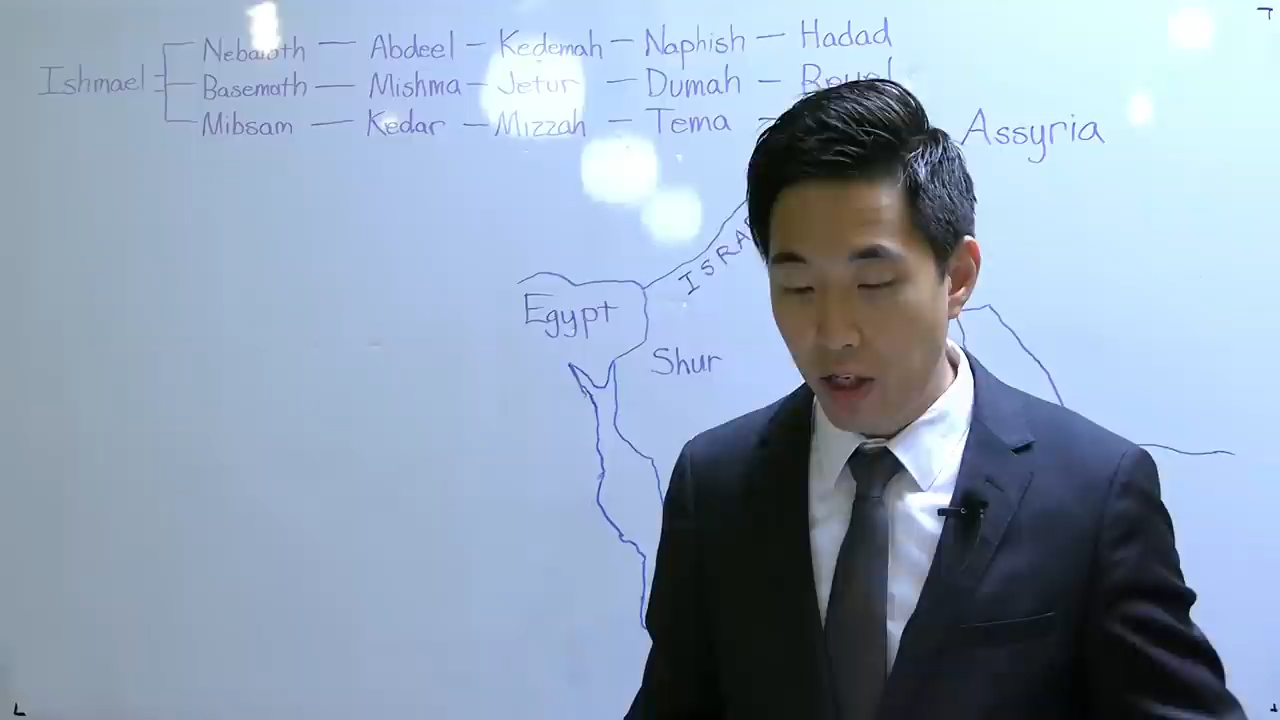 Nebaioth — Abdeel — Kedemah — Naphish — Hadad
Ishmael
Basemath — Mishma — Jetur — Dumah —
Mibsam — Kedar — Mizzah — Tema —
Assyria
Egypt
Shur